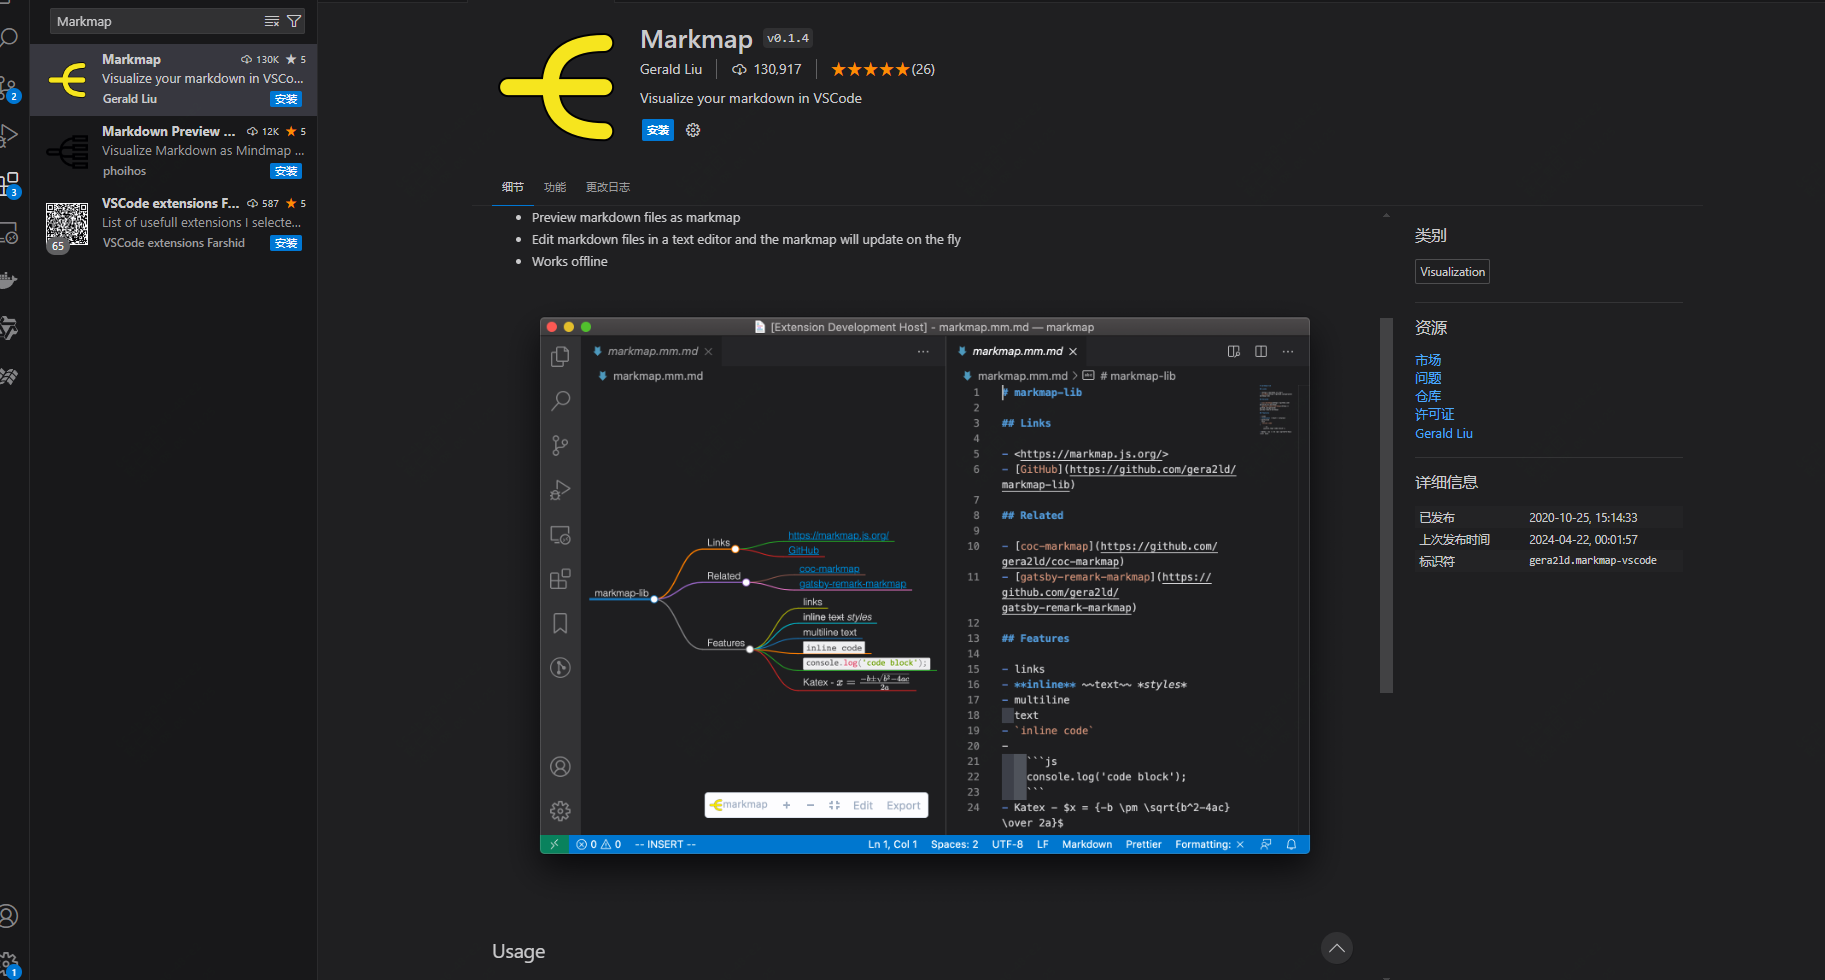 Markmap
Markmap
130K
5
Visualize your markdown in VSCo...
Gerald Liu
安装
Markdown Preview ...
12K
5
Visualize Markdown as Mindmap ...
phoihos
安装
VSCode extensions F...
587
5
List of usefull extensions I selecte...
VSCode extensions Farshid
安装
65
2
3
1
Markmap
v0.1.4
Gerald Liu
130,917
(26)
Visualize your markdown in VSCode
安装
细节
功能
更改日志
• Preview markdown files as markmap
• Edit markdown files in a text editor and the markmap will update on the fly
• Works offline
[Extension Development Host] - markmap.mm.md — markmap
markmap.mm.md
markmap.mm.md
markmap-lib
Links
https://markmap.js.org/
GitHub
Related
coc-markmap
gatsby-remark-markmap
Features
links
inline text styles
multiline text
inline code
console.log('code block');
Katex - x = −b±√b²−4ac / 2a
markmap
+
−
Edit
Export
markmap.mm.md
markmap.mm.md > # markmap-lib
1 # markmap-lib
2
3 ## Links
4
5 - <https://markmap.js.org/>
6 - [GitHub](https://github.com/gera2ld/
markmap-lib)
7
8 ## Related
9
10 - [coc-markmap](https://github.com/
gera2ld/coc-markmap)
11 - [gatsby-remark-markmap](https://
github.com/gera2ld/
gatsby-remark-markmap)
12
13 ## Features
14
15 - links
16 - **inline** ~~text~~ *styles*
17 - multiline
18 text
19 - `inline code`
20 -
21 ```js
22 console.log('code block');
23 ```
24 - Katex - $x = {-b \pm \sqrt{b^2-4ac}
\over 2a}$
0
0
-- INSERT --
Ln 1, Col 1
Spaces: 2
UTF-8
LF
Markdown
Prettier
Formatting: ×
Usage
类别
Visualization
资源
市场
问题
仓库
许可证
Gerald Liu
详细信息
已发布 2020-10-25, 15:14:33
上次发布时间 2024-04-22, 00:01:57
标识符 gera2ld.markmap-vscode